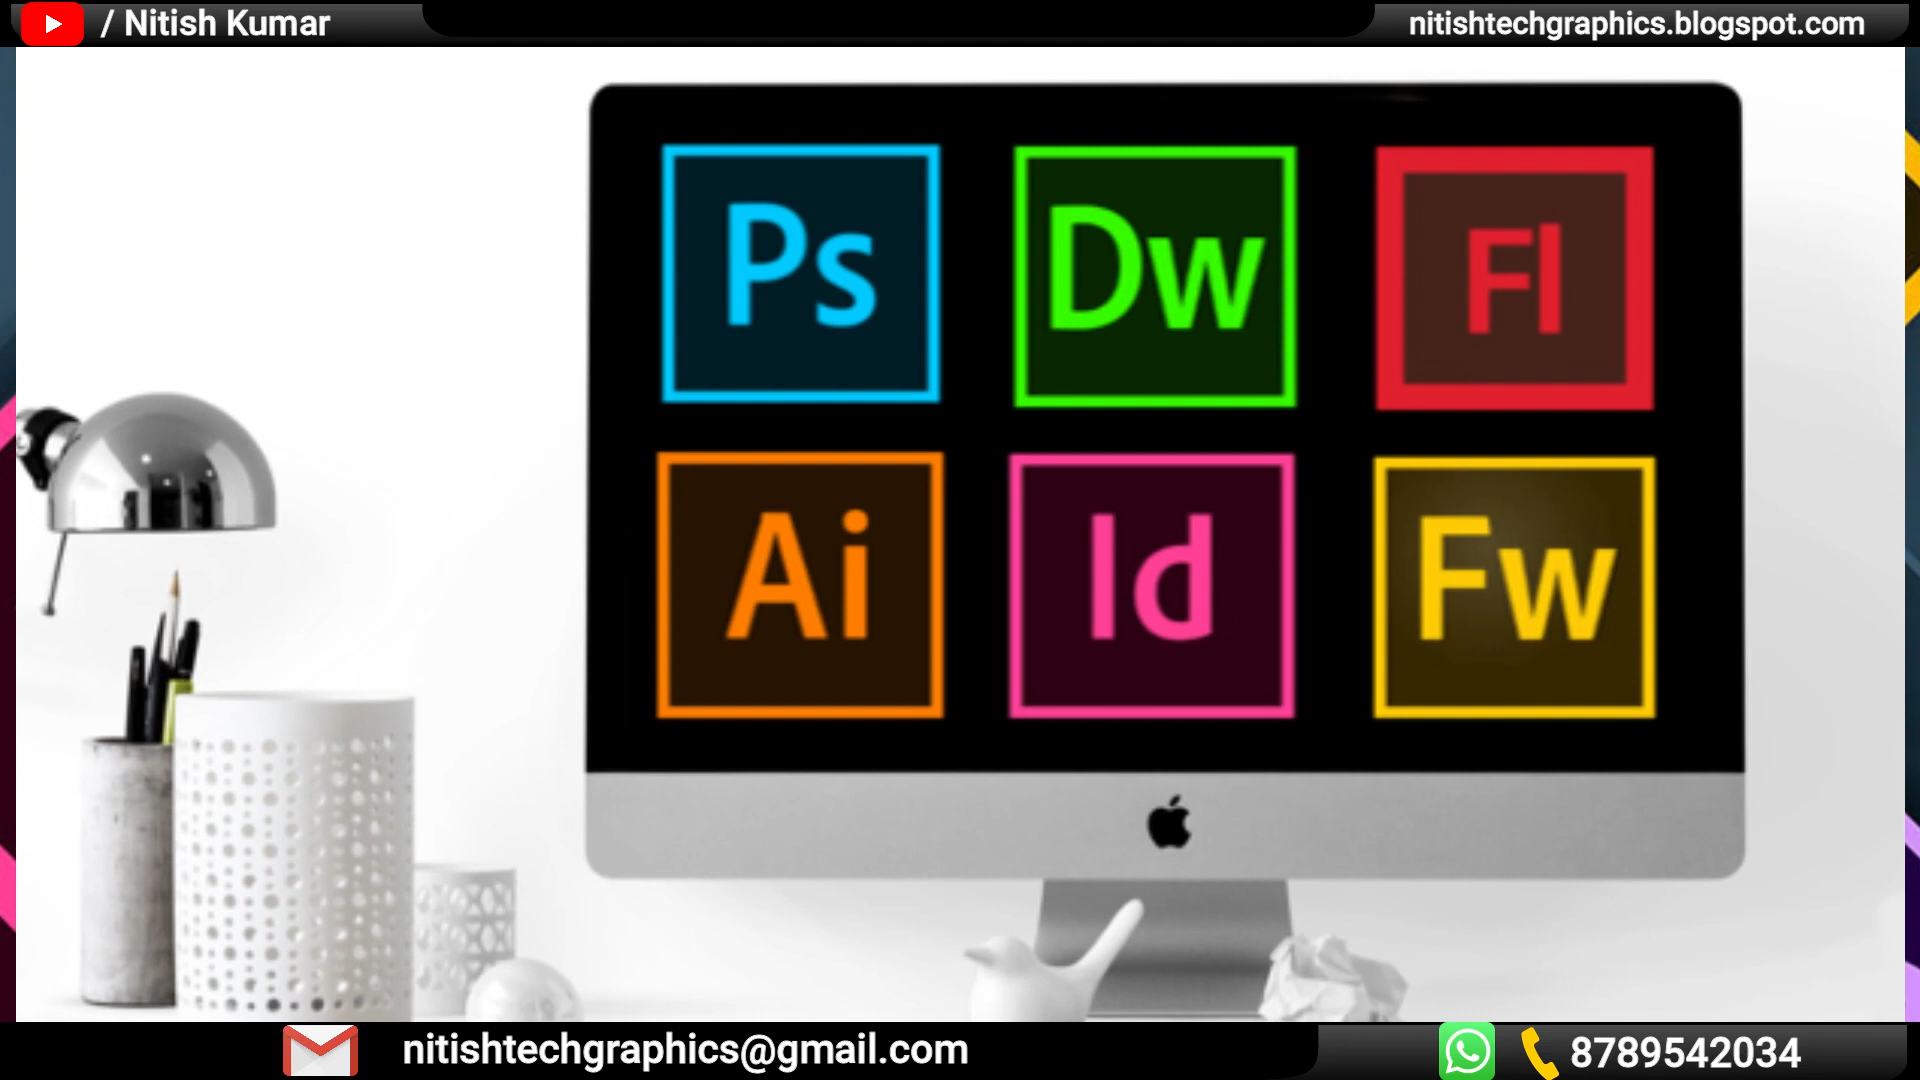 / Nitish Kumar
nitishtechgraphics.blogspot.com
Ps Dw Fl
Ai Id Fw
nitishtechgraphics@gmail.com
8789542034